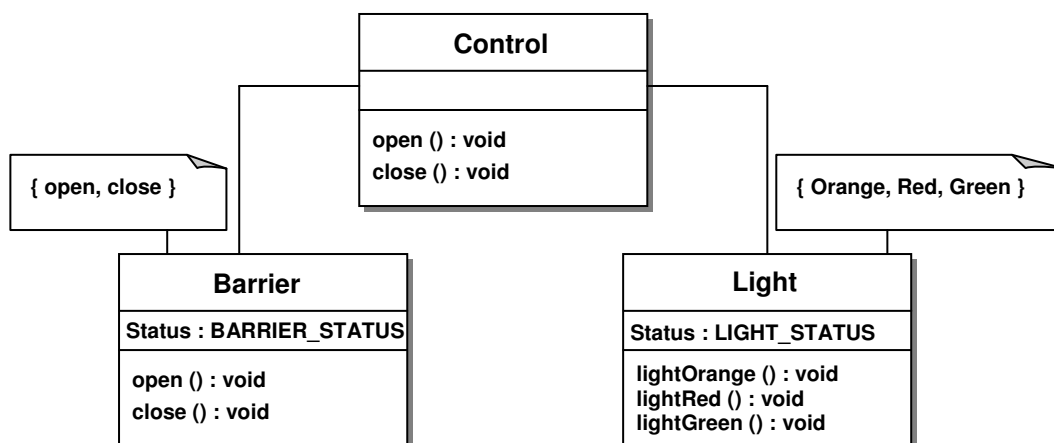 Control
open () : void
close () : void
{ open, close }
{ Orange, Red, Green }
Barrier
Status : BARRIER_STATUS
open () : void
close () : void
Light
Status : LIGHT_STATUS
lightOrange () : void
lightRed () : void
lightGreen () : void